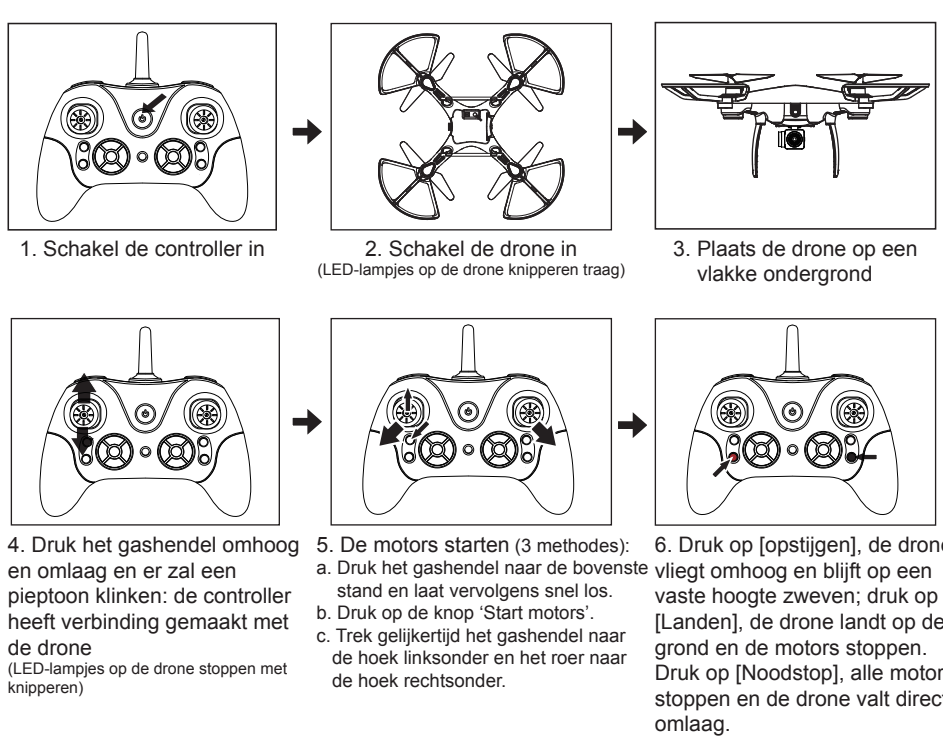 1. Schakel de controller in
2. Schakel de drone in
(LED-lampjes op de drone knipperen traag)
3. Plaats de drone op een
vlakke ondergrond
4. Druk het gashendel omhoog
en omlaag en er zal een
pieptoon klinken: de controller
heeft verbinding gemaakt met
de drone
(LED-lampjes op de drone stoppen met
knipperen)
5. De motors starten (3 methodes):
a. Druk het gashendel naar de bovenste
stand en laat vervolgens snel los.
b. Druk op de knop ‘Start motors’.
c. Trek gelijkertijd het gashendel naar
de hoek linksonder en het roer naar
de hoek rechtsonder.
6. Druk op [opstijgen], de drone
vliegt omhoog en blijft op een
vaste hoogte zweven; druk op
[Landen], de drone landt op de
grond en de motors stoppen.
Druk op [Noodstop], alle motor
stoppen en de drone valt direct
omlaag.